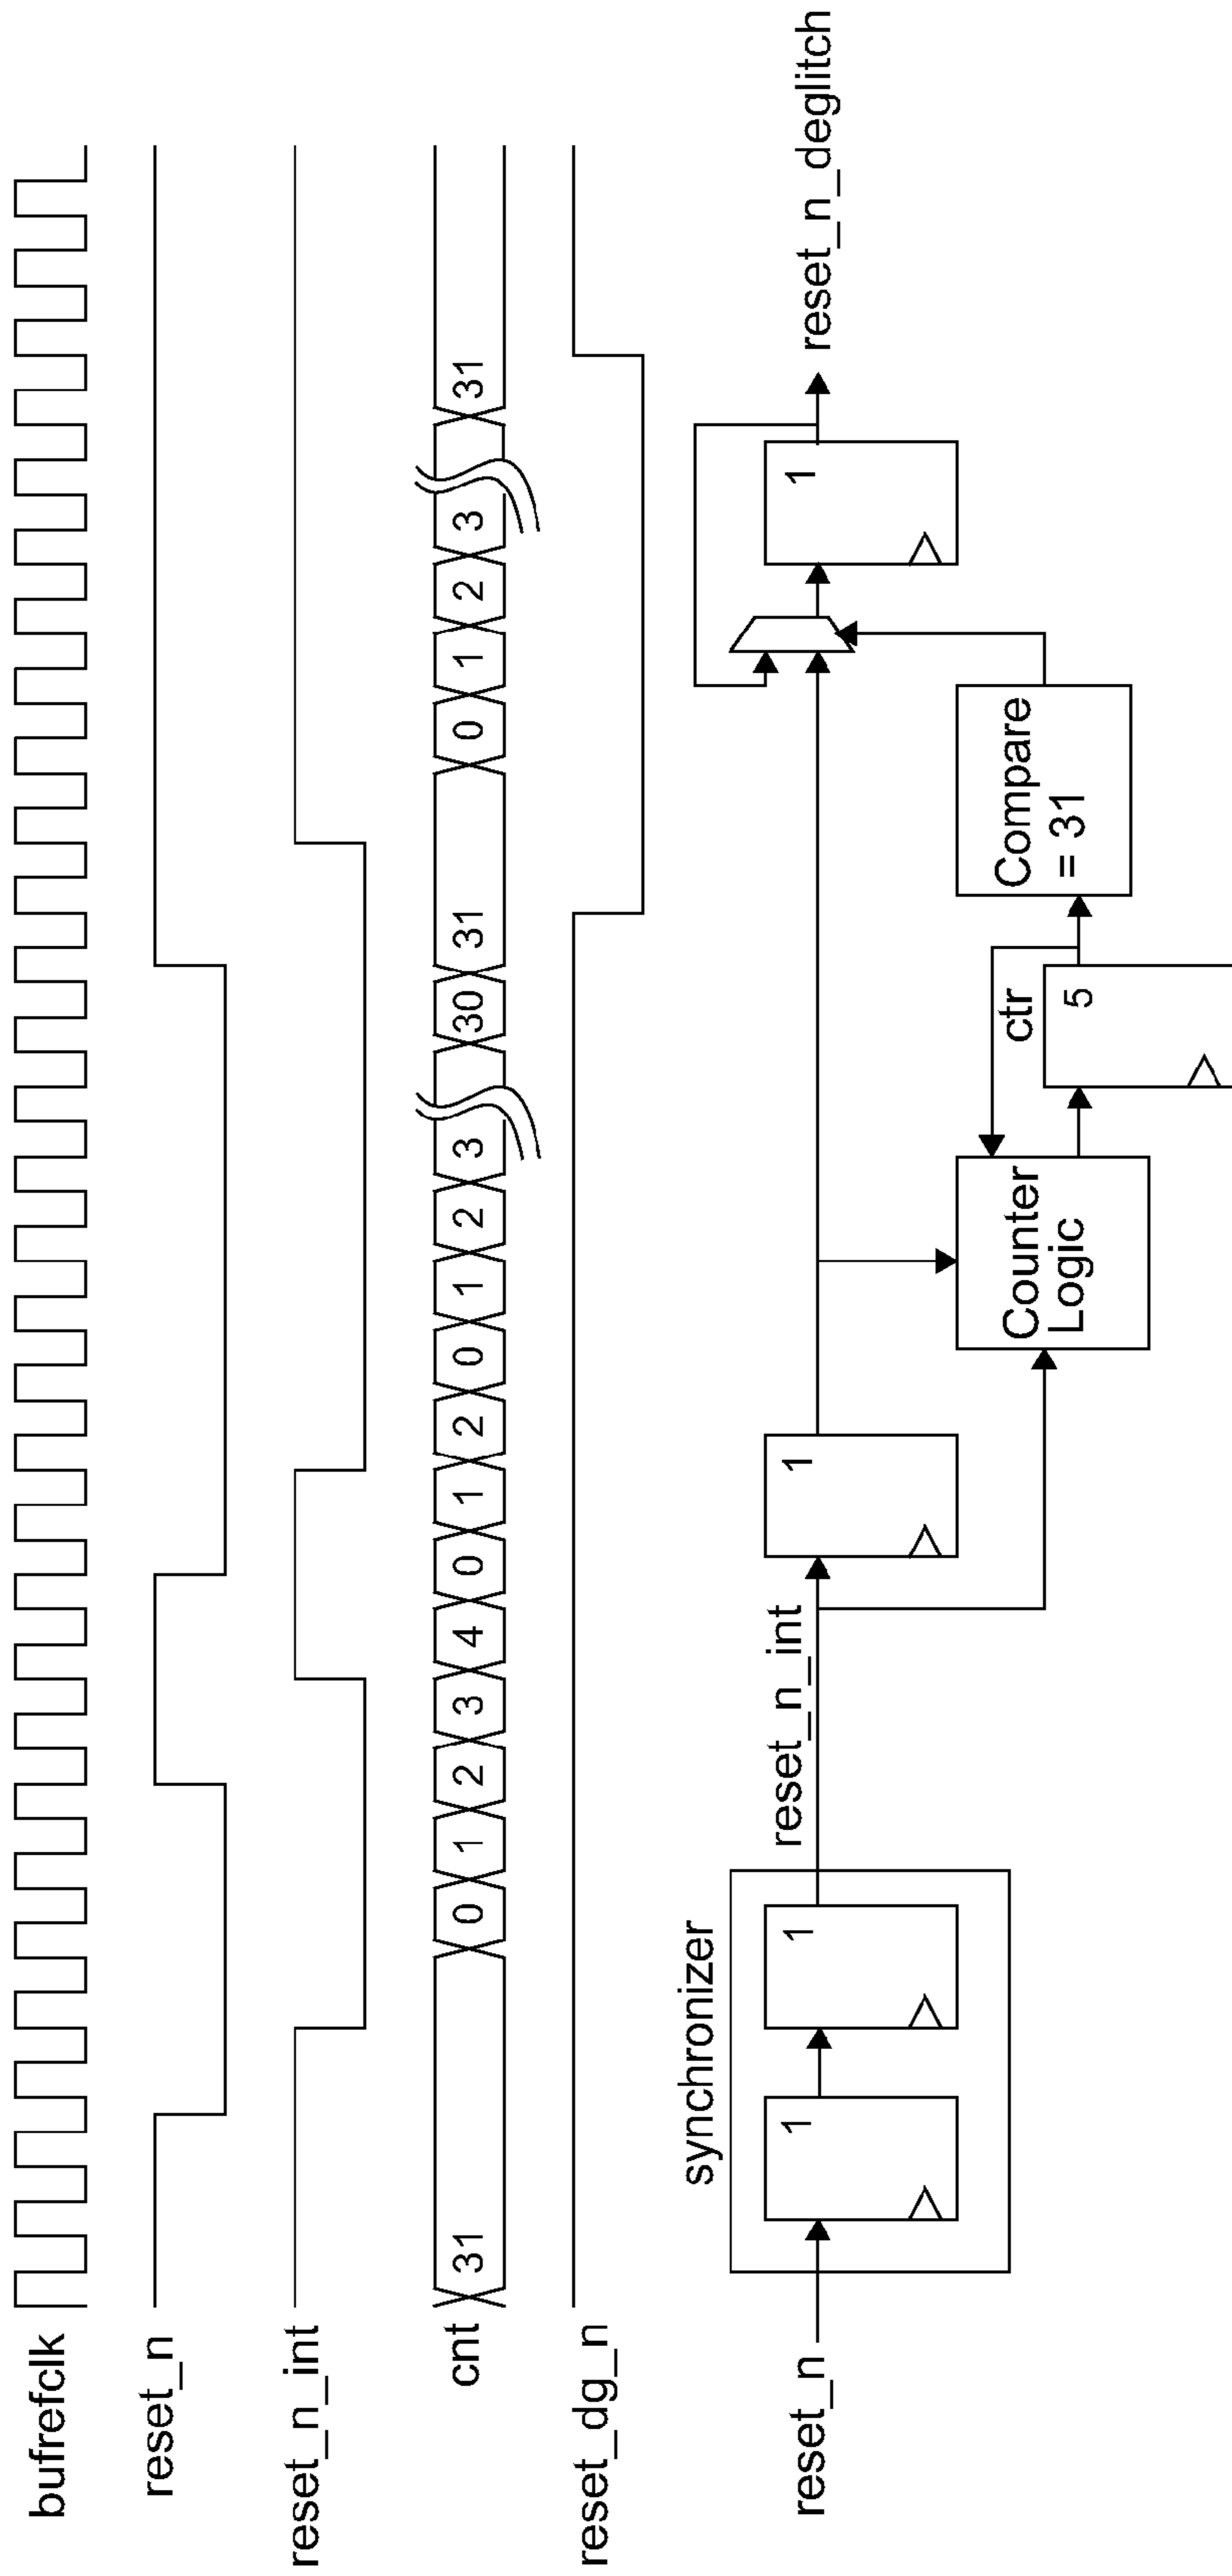 bufrefclk
reset_n
reset_n_int
cnt
31 0 1 2 3 4 0 1 2 0 1 2 3 30 31 0 1 2 3 31
reset_dg_n
reset_n
synchronizer
1
1
reset_n_int
1
Counter
Logic
ctr
5
Compare
= 31
1
reset_n_deglitch